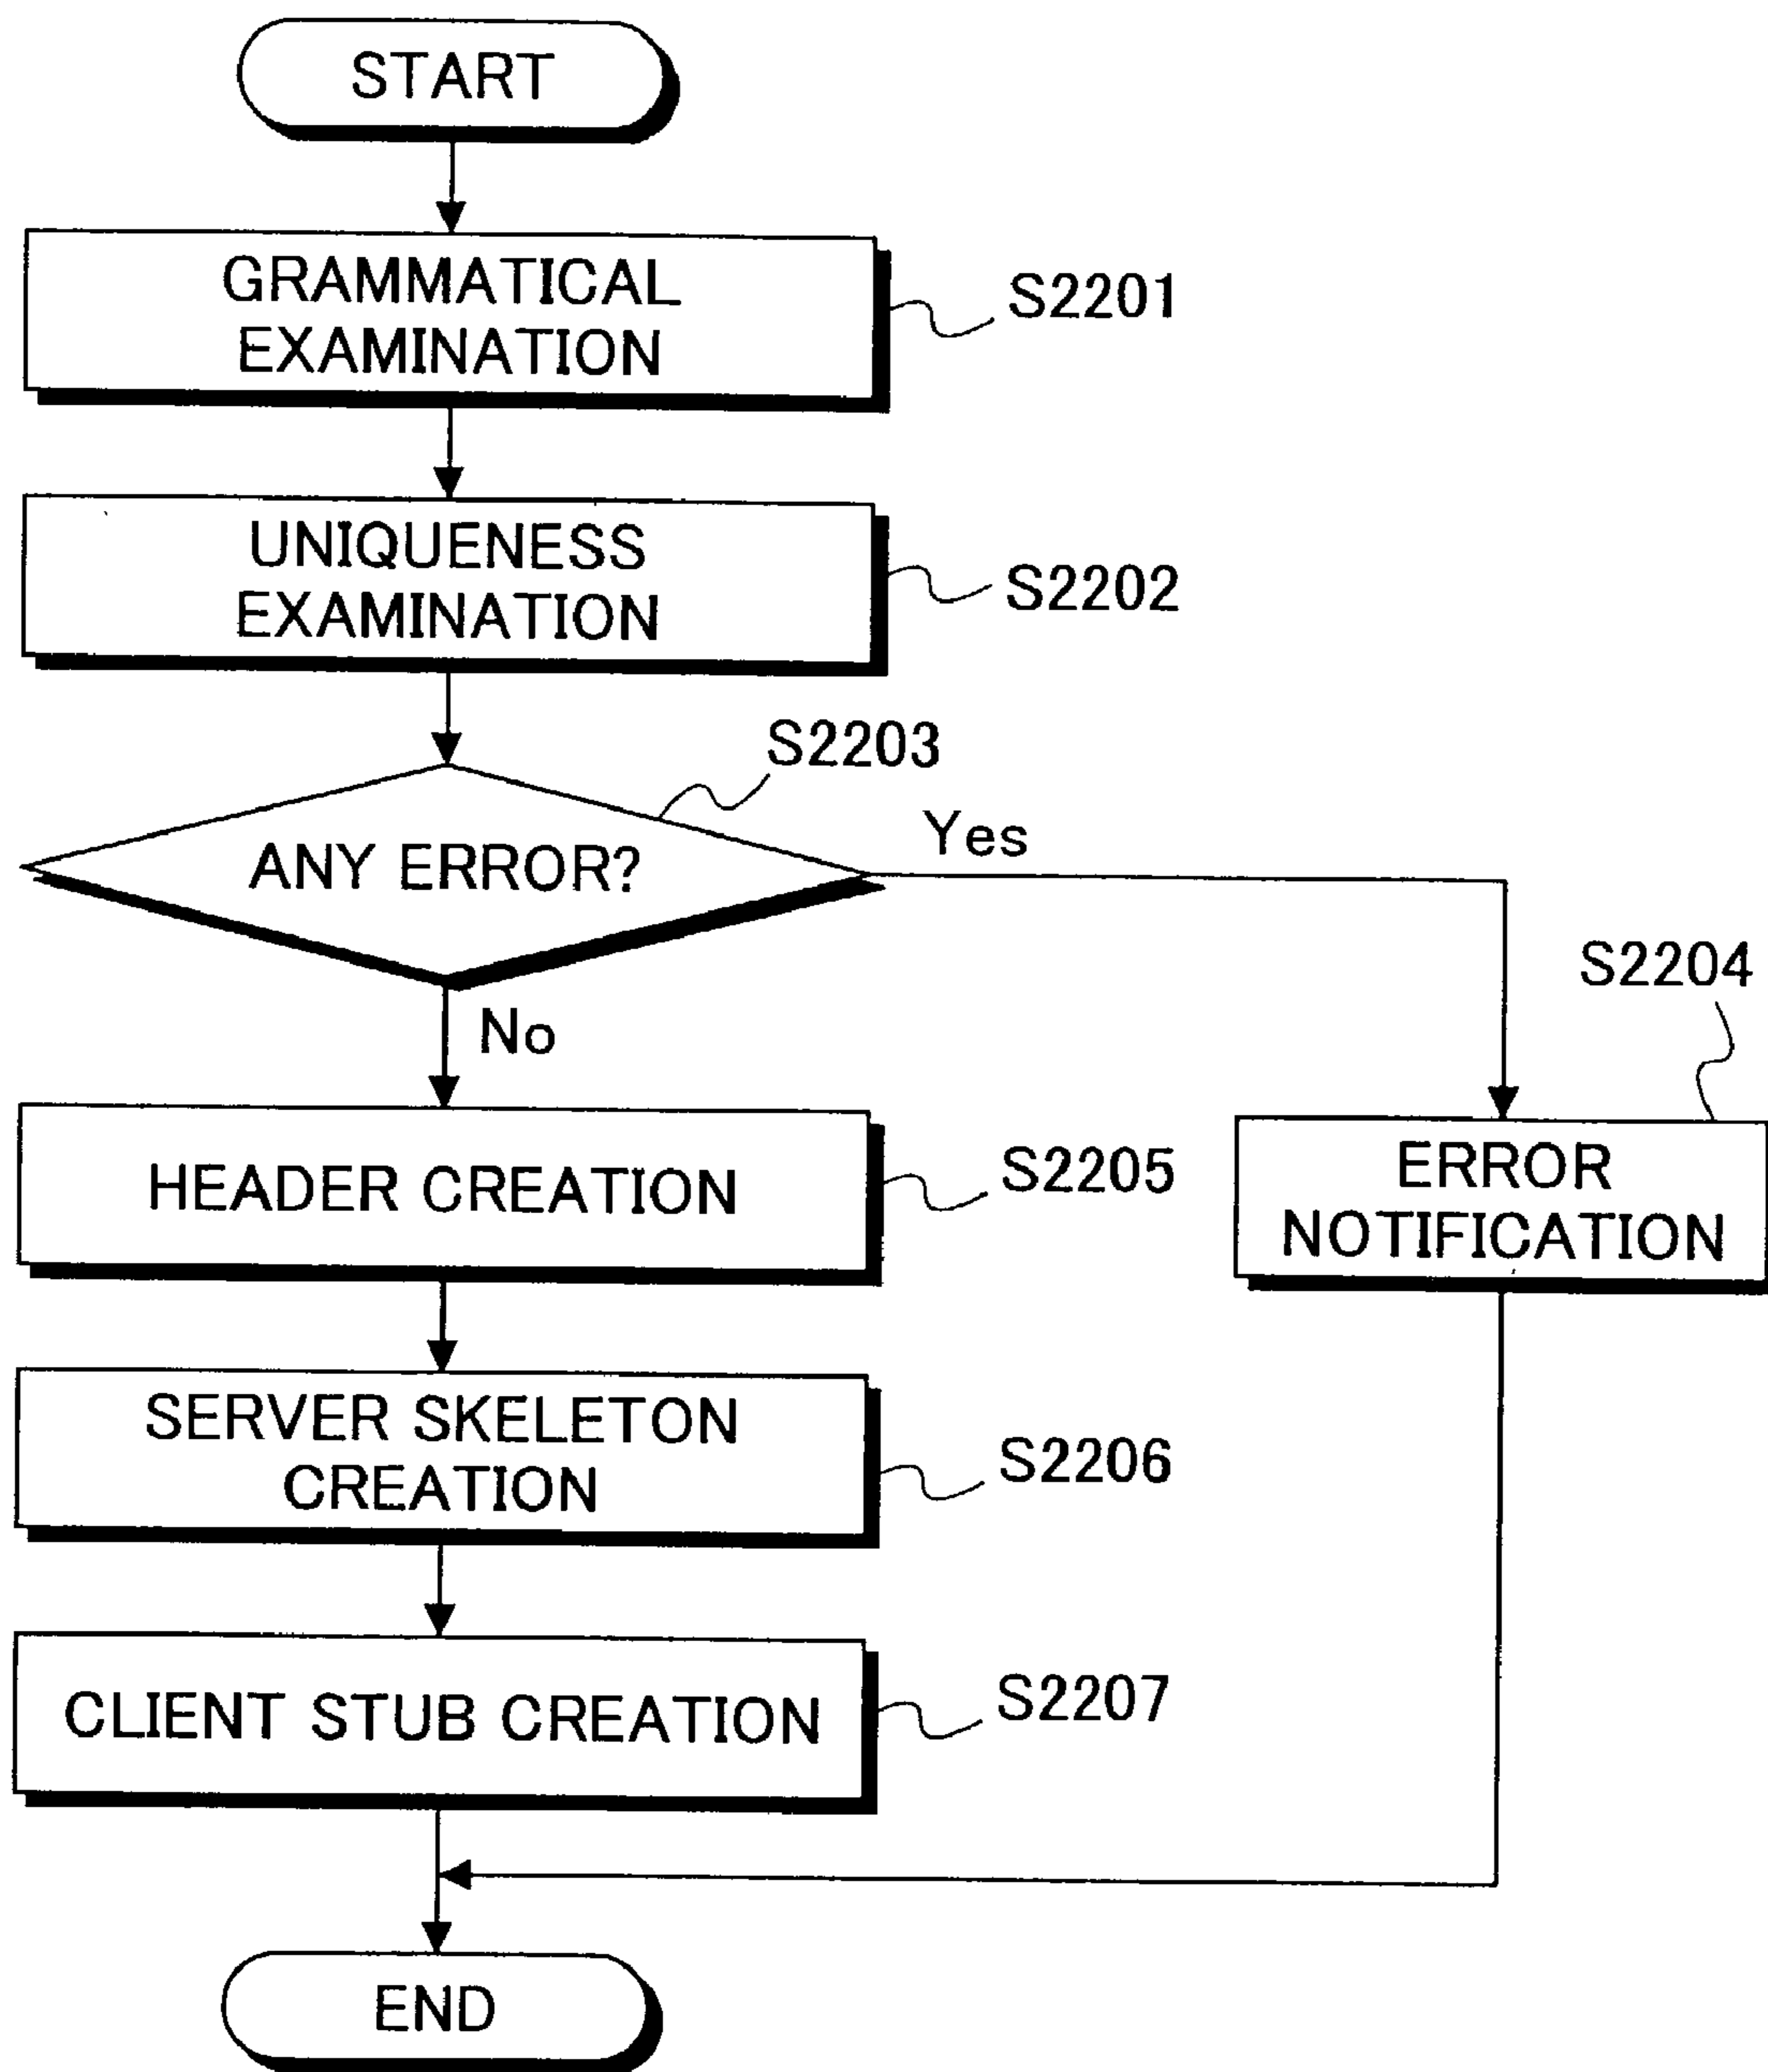 START
GRAMMATICAL
EXAMINATION
S2201
UNIQUENESS
EXAMINATION
S2202
S2203
ANY ERROR?
Yes
No
S2204
ERROR
NOTIFICATION
HEADER CREATION
S2205
SERVER SKELETON
CREATION
S2206
CLIENT STUB CREATION
S2207
END